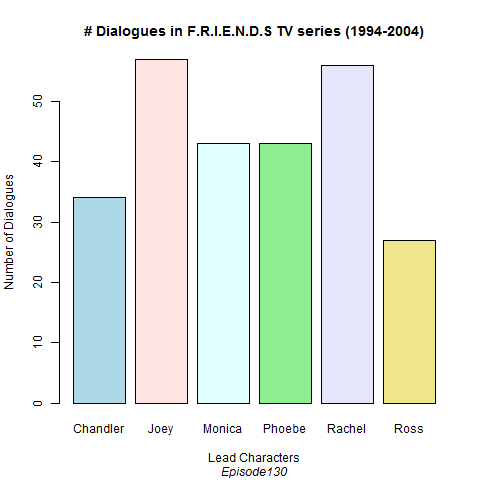 # Dialogues in F.R.I.E.N.D.S TV series (1994-2004)
Number of Dialogues
50
40
30
20
10
0
Chandler Joey Monica Phoebe Rachel Ross
Lead Characters
Episode130